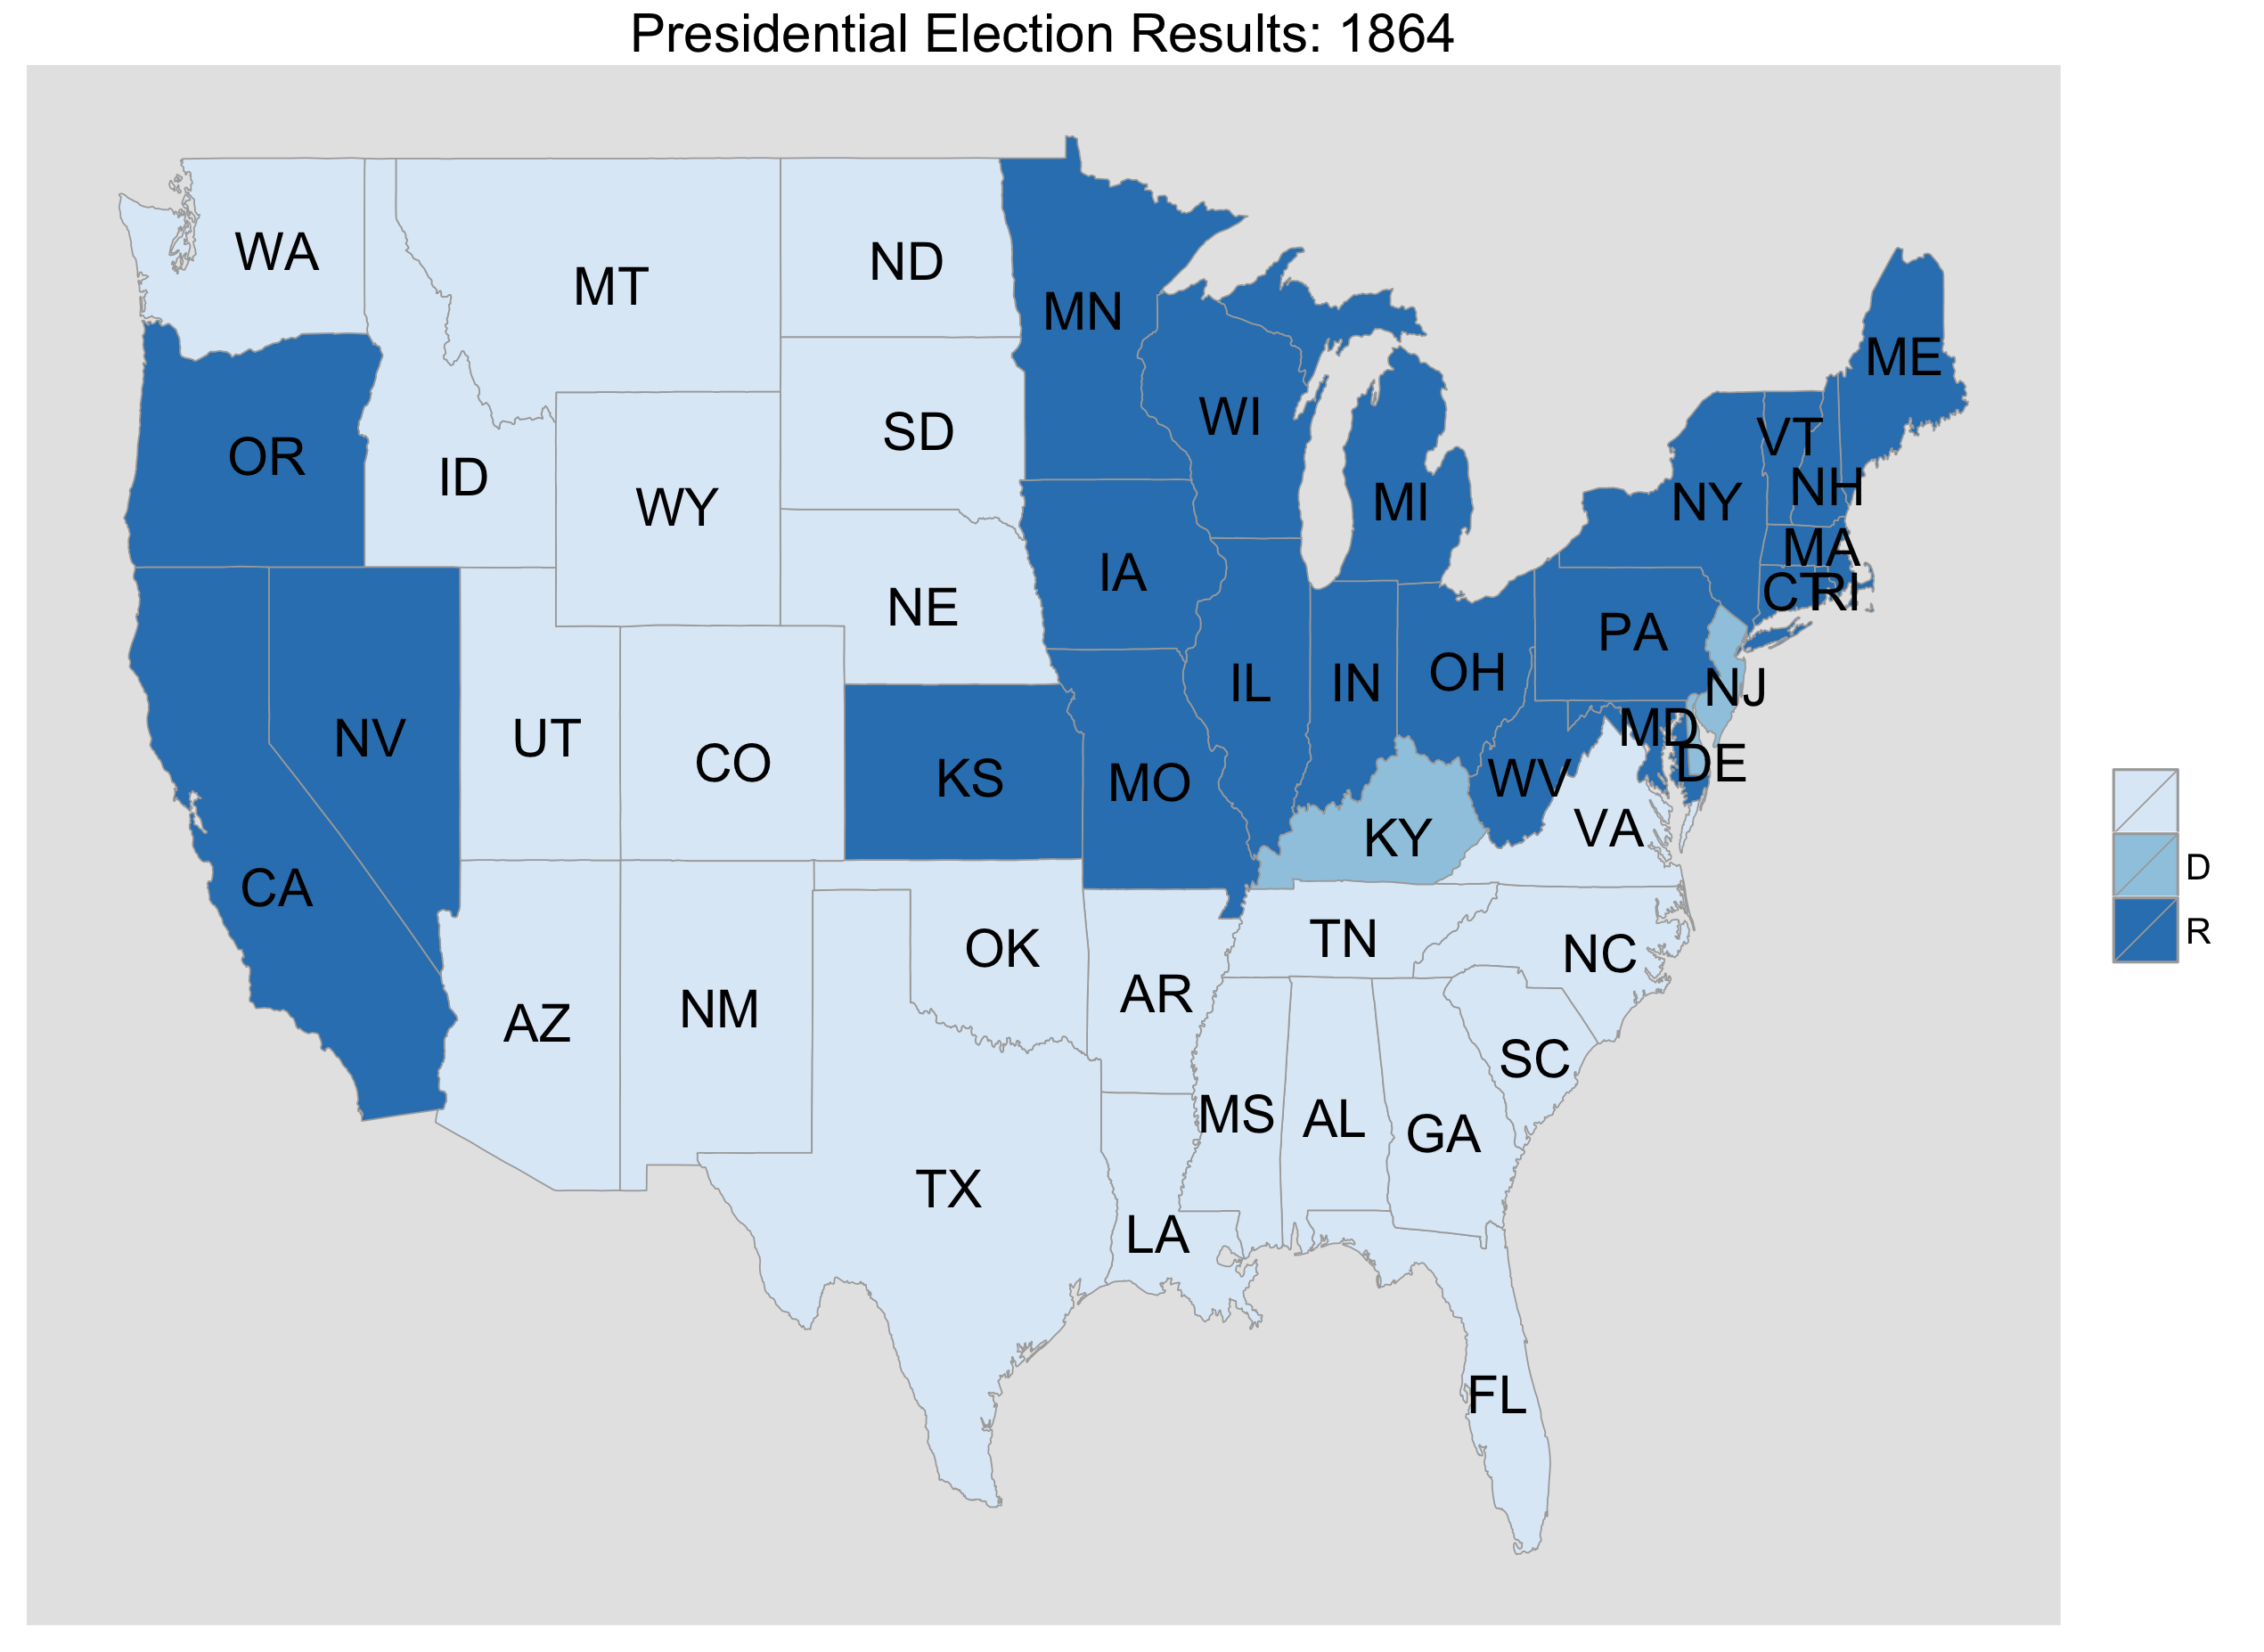 Presidential Election Results: 1864
WA
MT
ND
MN
ME
OR
ID
WY
SD
WI
MI
NY
VT
NH
MA
CT
RI
NE
IA
PA
NJ
NV
UT
CO
KS
MO
IL
IN
OH
MD
DE
WV
VA
KY
CA
D
R
OK
AR
TN
NC
AZ
NM
SC
MS
AL
GA
TX
LA
FL